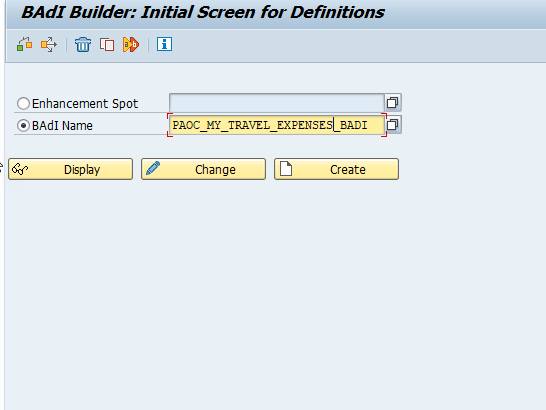 BAdI Builder: Initial Screen for Definitions
Enhancement Spot
BAdI Name PAOC_MY_TRAVEL_EXPENSES_BADI
Display Change Create